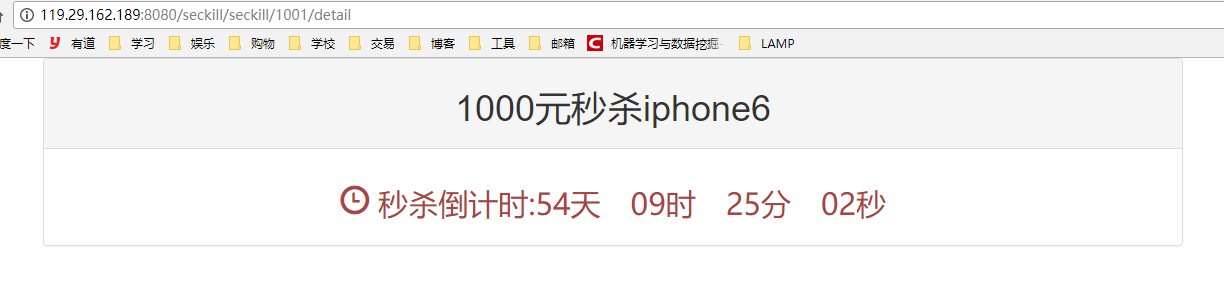 119.29.162.189:8080/seckill/seckill/1001/detail
度一下 有道 学习 娱乐 购物 学校 交易 博客 工具 邮箱 C 机器学习与数据挖掘- LAMP
1000元秒杀iphone6
秒杀倒计时:54天 09时 25分 02秒